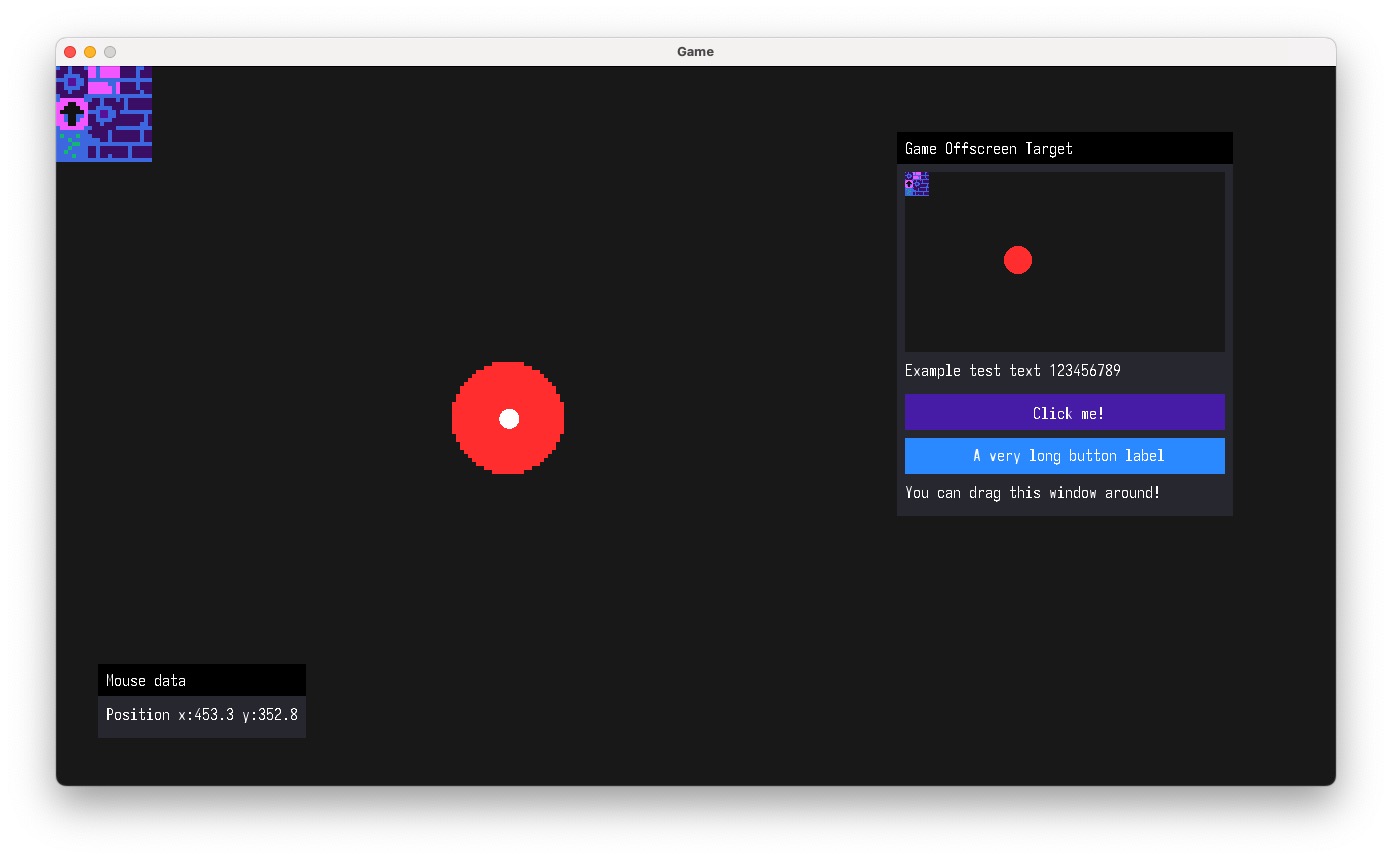 Game
Game Offscreen Target
Example test text 123456789
Click me!
A very long button label
You can drag this window around!
Mouse data
Position x:453.3 y:352.8